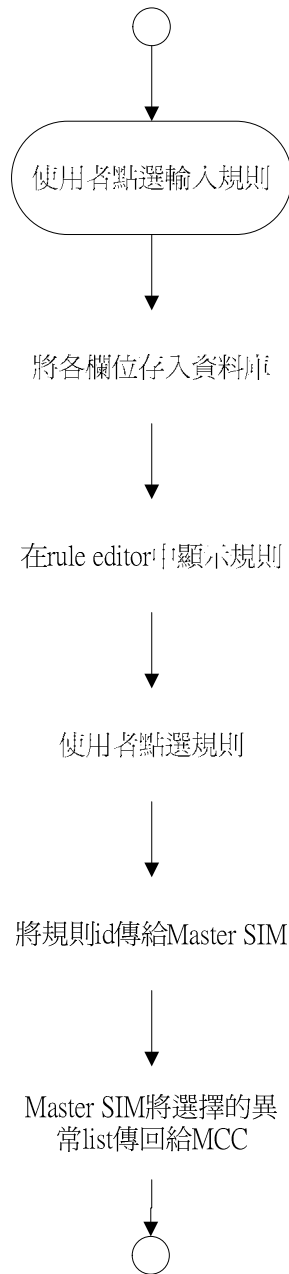 使用者點選輸入規則
將各欄位存入資料庫
在rule editor中顯示規則
使用者點選規則
將規則id傳給Master SIM
Master SIM將選擇的異
常list傳回給MCC